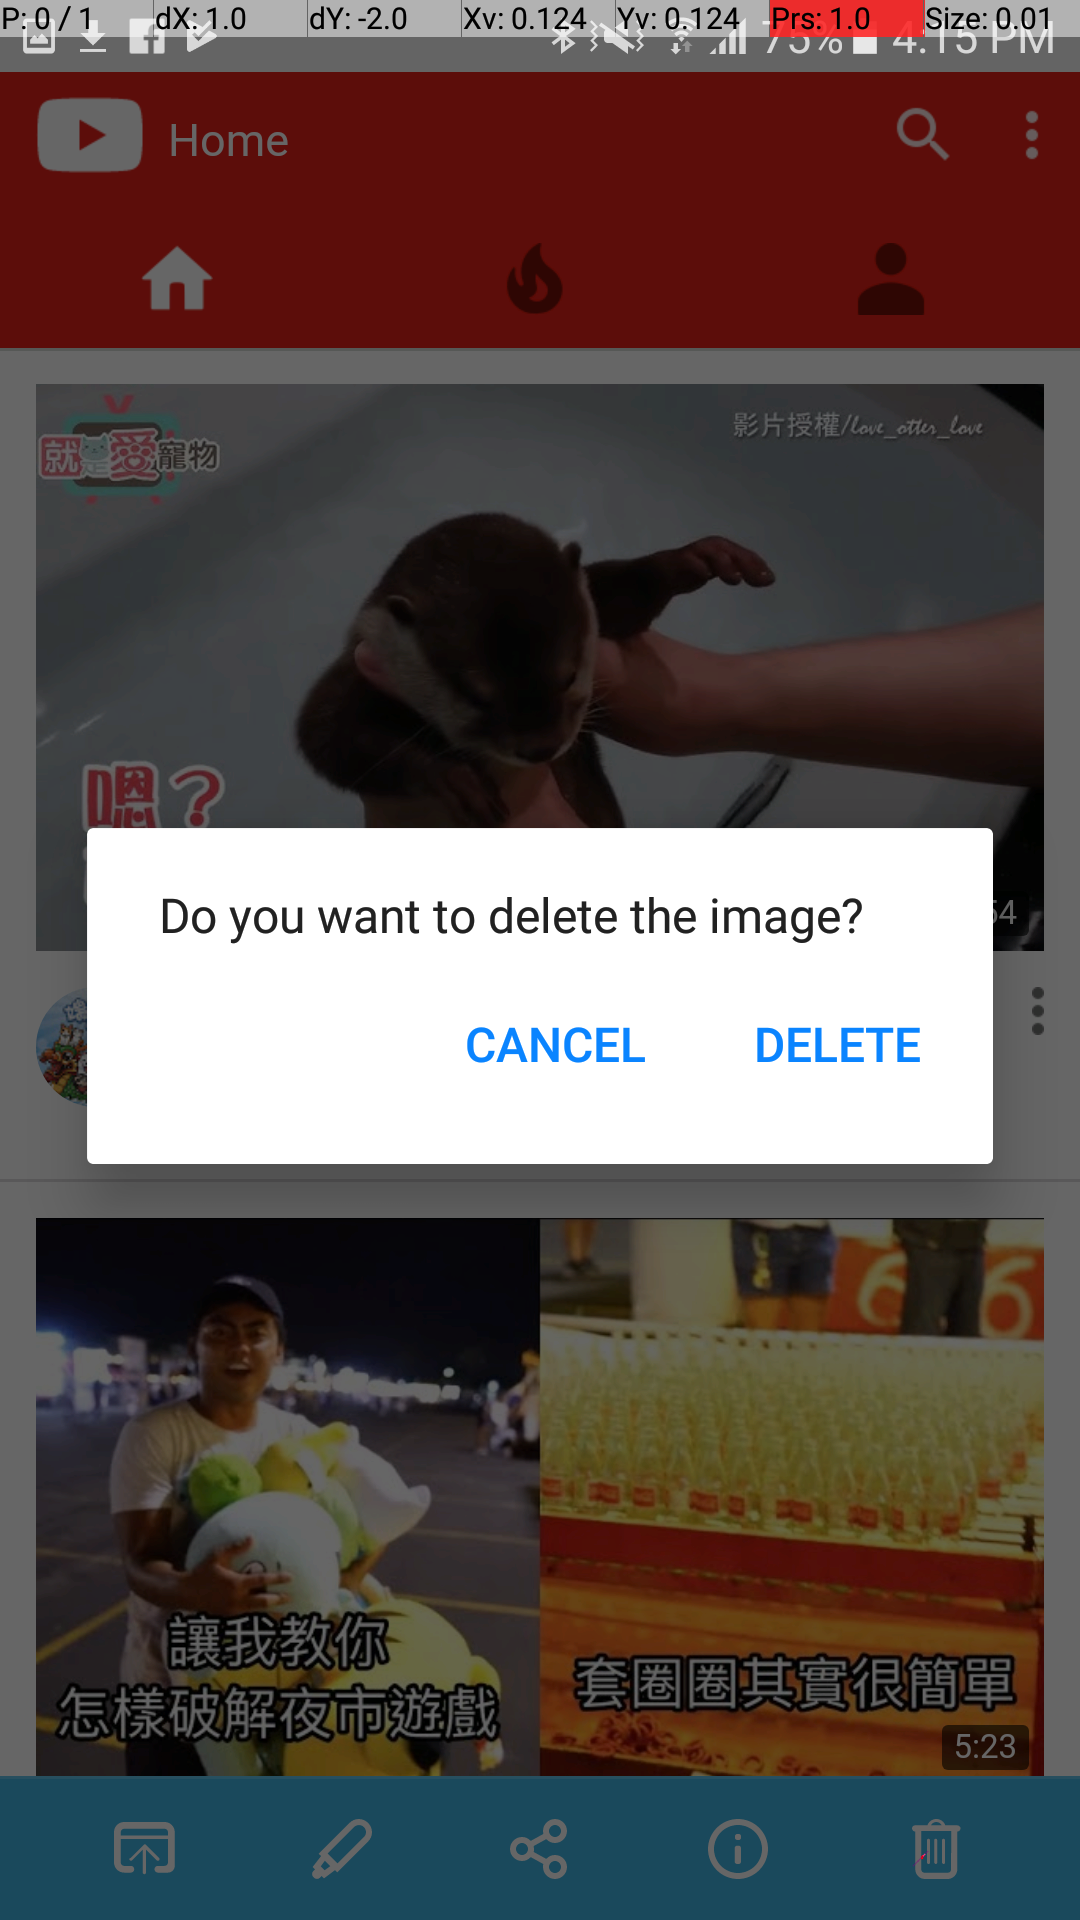 P: 0 / 1 dX: 1.0 dY: -2.0 Xv: 0.124 Yv: 0.124 Prs: 1.0 Size: 0.01
75% 4:15 PM
Home
就是愛寵物
影片授權/love_otter_love
嗯?
54
Do you want to delete the image?
CANCEL DELETE
66
讓我教你
怎樣破解夜市遊戲
套圈圈其實很簡單
5:23